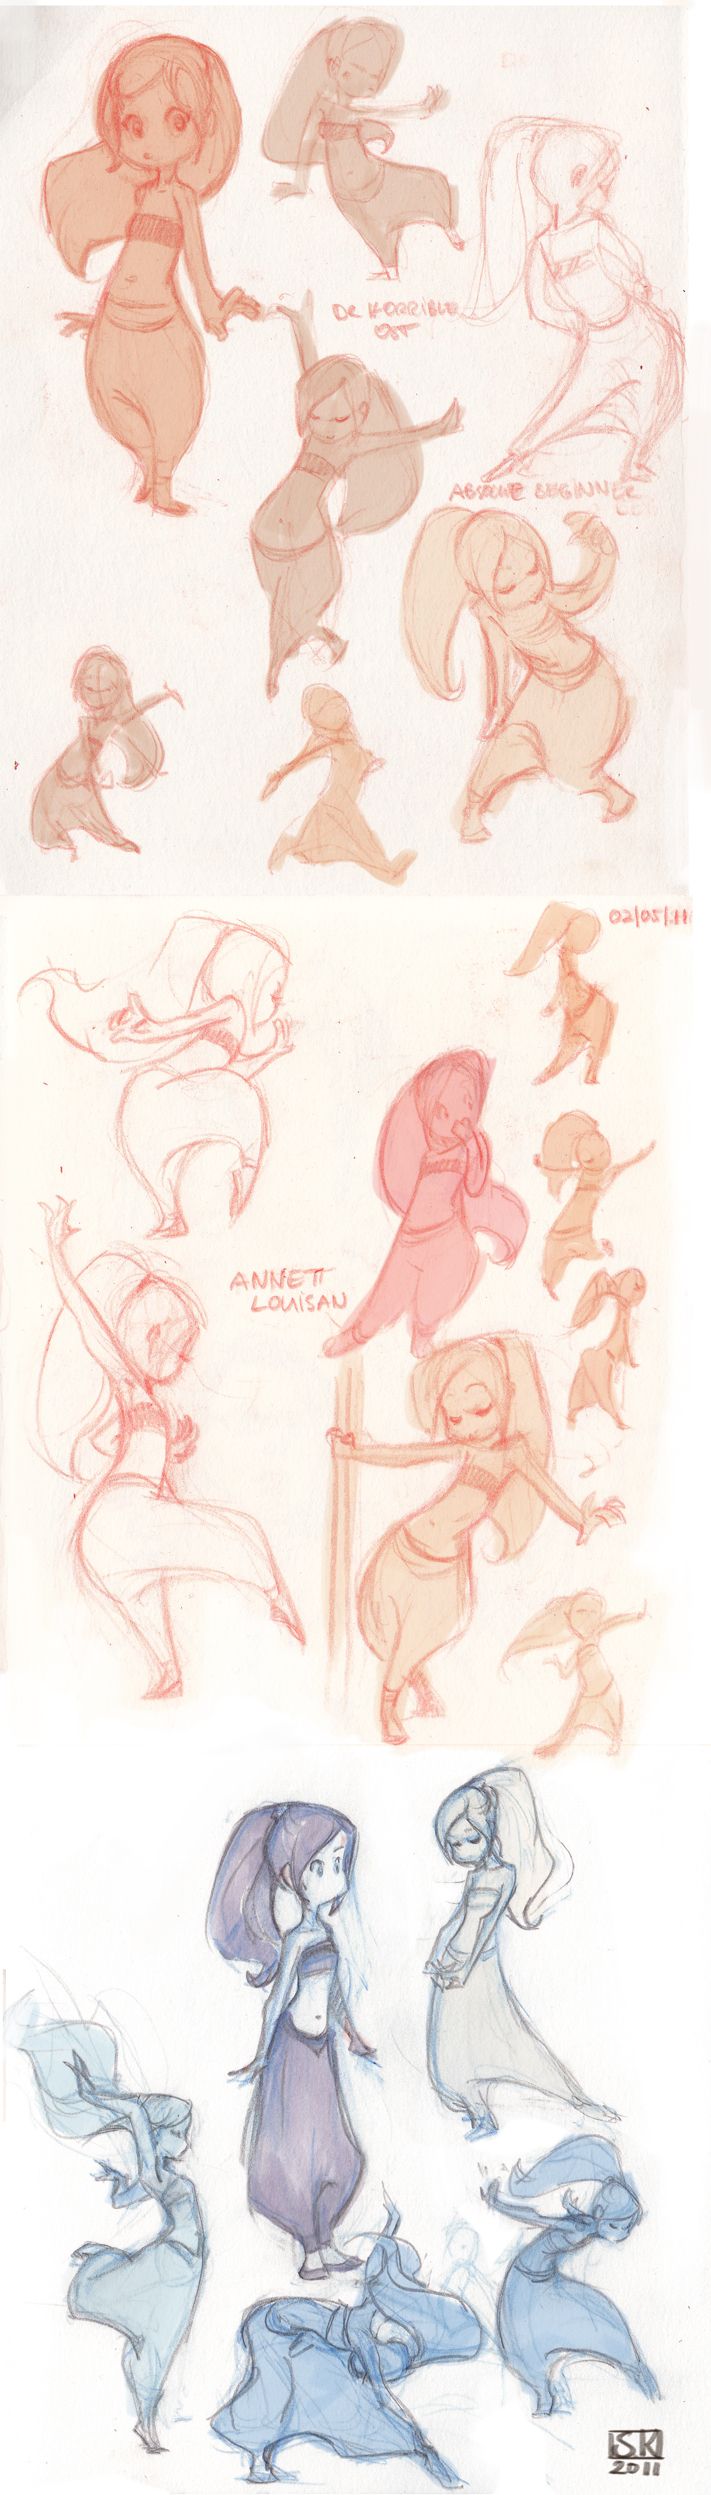 DR HORRIBLE
OST
ABSOLUTE BEGINNER
02/05/11
ANNETT
LOUISAN
SK
2011